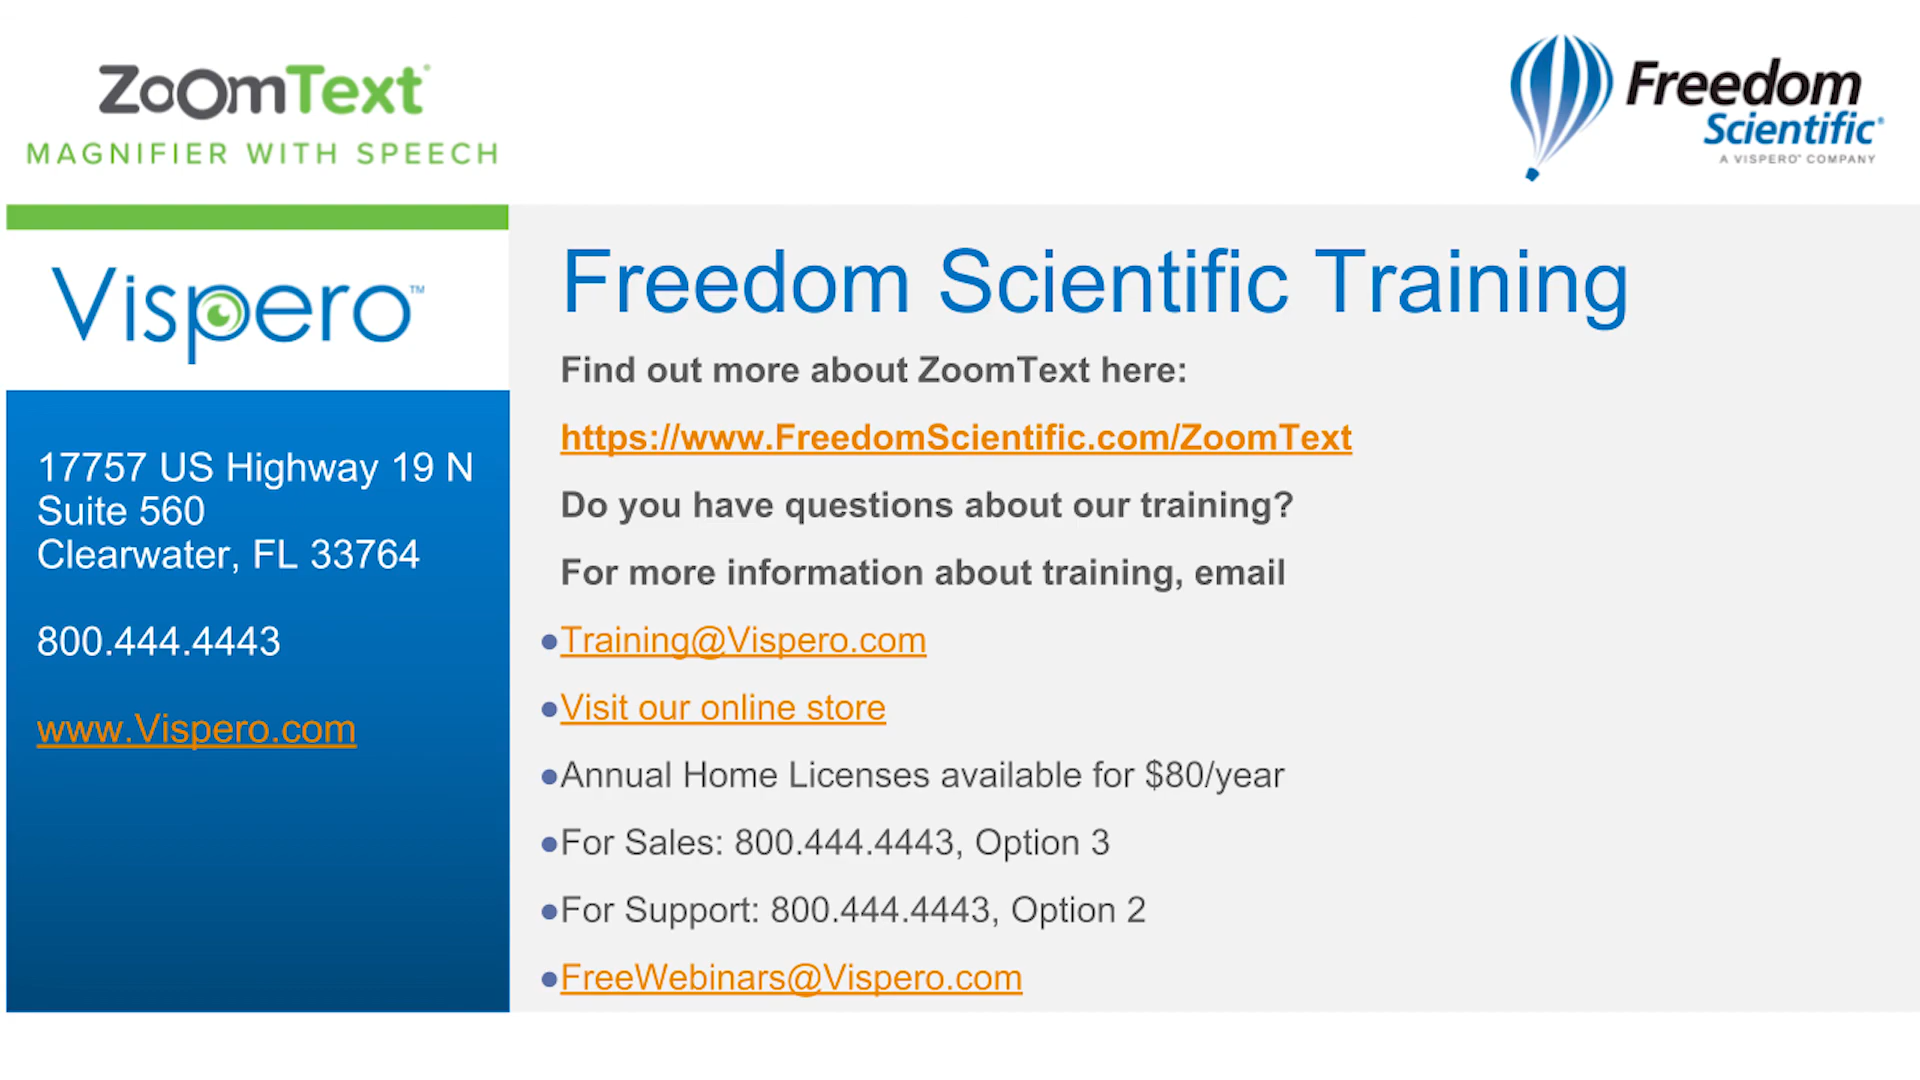 ZoomText®
MAGNIFIER WITH SPEECH
Freedom
Scientific®
A VISPERO™ COMPANY
Vispero™
17757 US Highway 19 N
Suite 560
Clearwater, FL 33764
800.444.4443
www.Vispero.com
Freedom Scientific Training
Find out more about ZoomText here:
https://www.FreedomScientific.com/ZoomText
Do you have questions about our training?
For more information about training, email
●Training@Vispero.com
●Visit our online store
●Annual Home Licenses available for $80/year
●For Sales: 800.444.4443, Option 3
●For Support: 800.444.4443, Option 2
●FreeWebinars@Vispero.com